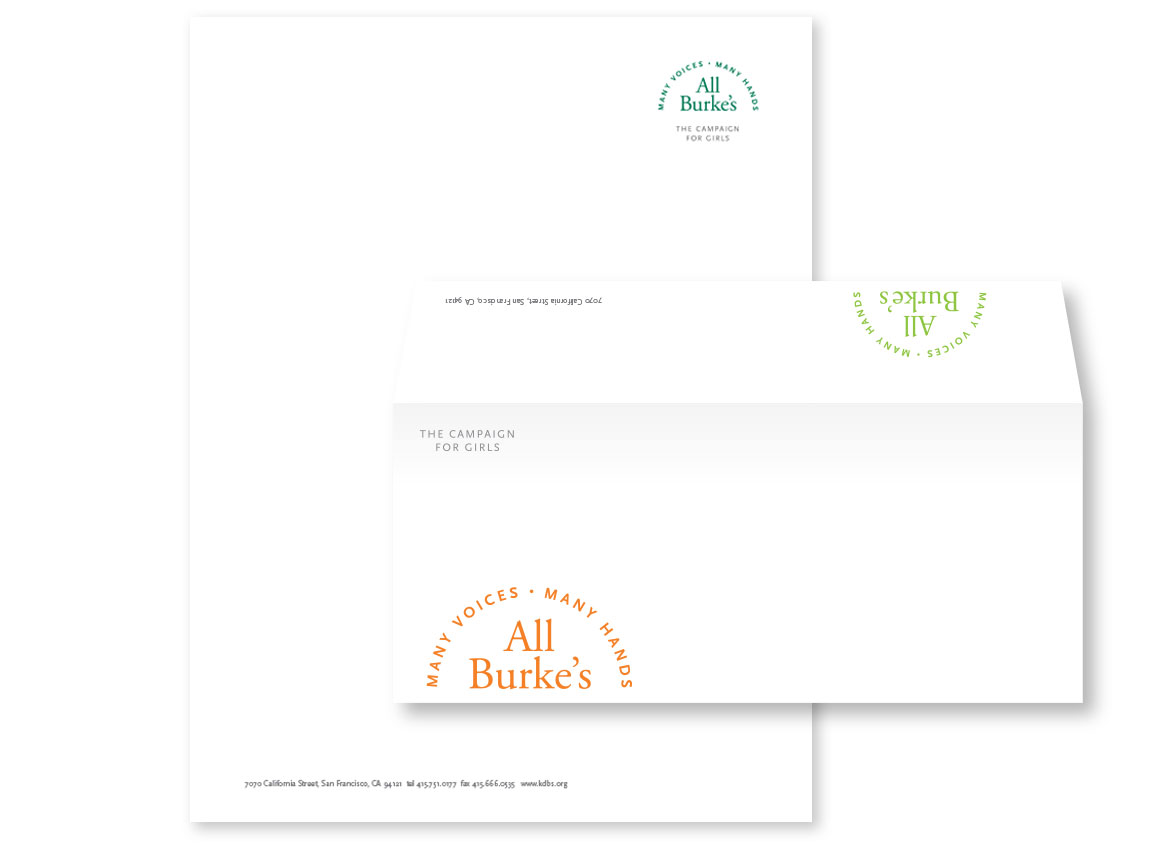 MANY VOICES • MANY HANDS
All
Burke's
THE CAMPAIGN
FOR GIRLS
7070 California Street, San Francisco, CA 94121
MANY VOICES • MANY HANDS
All
Burke's
THE CAMPAIGN
FOR GIRLS
MANY VOICES • MANY HANDS
All
Burke's
7070 California Street, San Francisco, CA 94121 tel 415.751.0177 fax 415.666.0535 www.kdbs.org